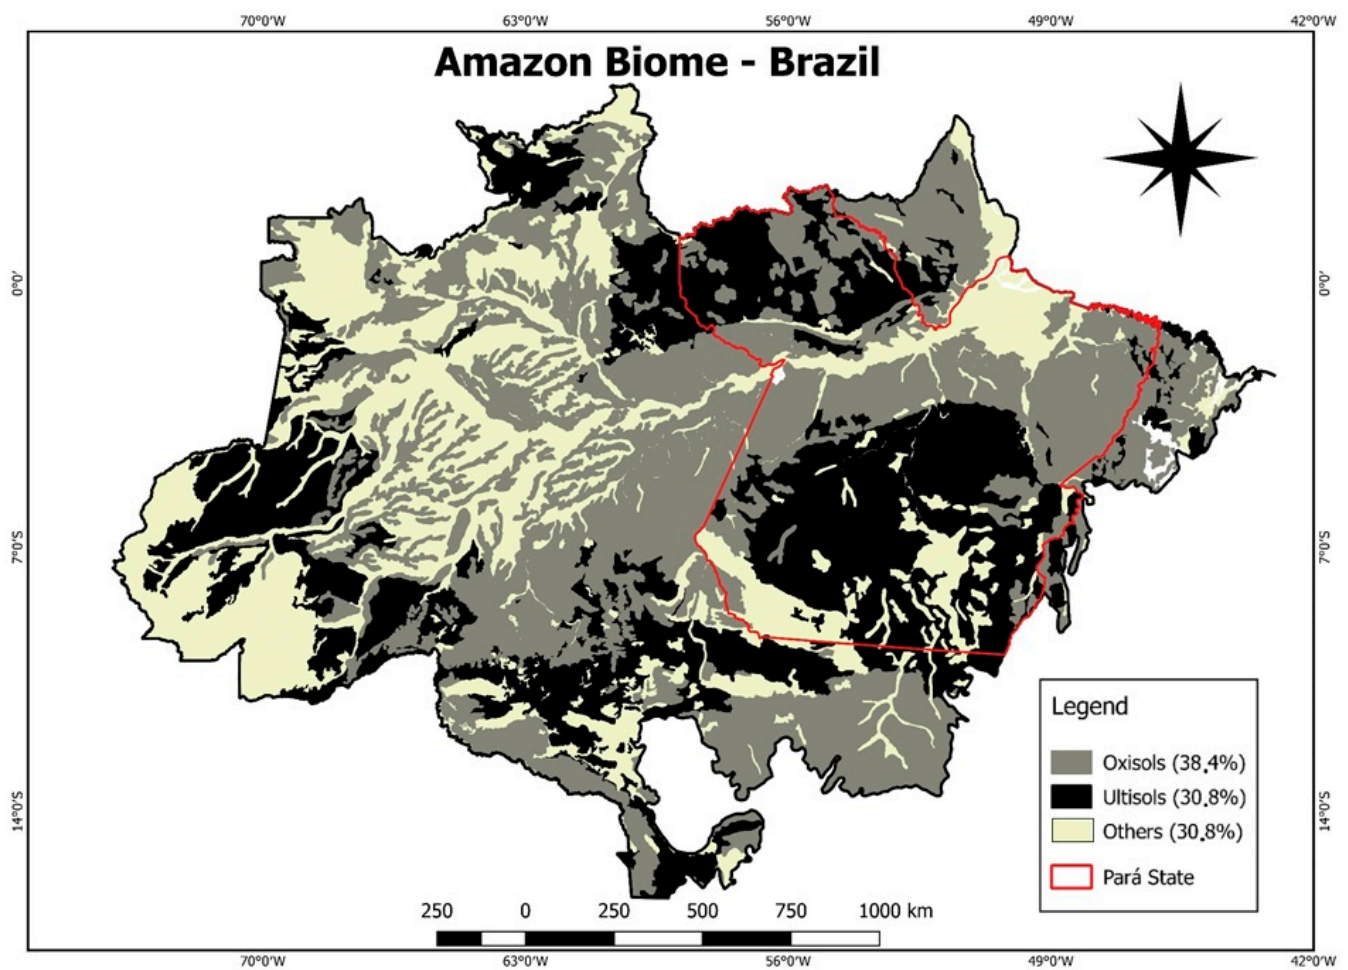 70°0'W 63°0'W 56°0'W 49°0'W 42°0'W
Amazon Biome - Brazil
0°0' 0°0'
7°0'S 7°0'S
Legend
Oxisols (38.4%)
Ultisols (30.8%)
Others (30.8%)
Pará State
14°0'S 14°0'S
250 0 250 500 750 1000 km
70°0'W 63°0'W 56°0'W 49°0'W 42°0'W